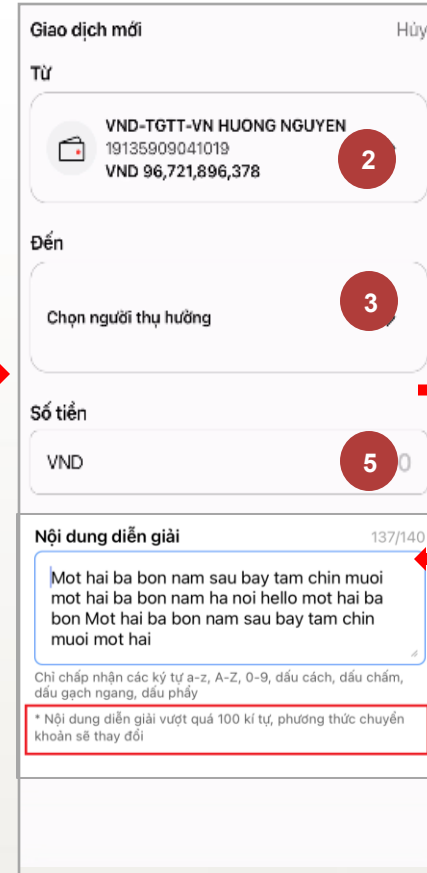 Giao dịch mới Hủy
Từ
VND-TGTT-VN HUONG NGUYEN
19135909041019
VND 96,721,896,378
2
Đến
Chọn người thụ hưởng
3
Số tiền
VND 5 0
Nội dung diễn giải 137/140
Mot hai ba bon nam sau bay tam chin muoi
mot hai ba bon nam ha noi hello mot hai ba
bon Mot hai ba bon nam sau bay tam chin
muoi mot hai
Chỉ chấp nhận các ký tự a-z, A-Z, 0-9, dấu cách, dấu chấm,
dấu gạch ngang, dấu phẩy
* Nội dung diễn giải vượt quá 100 kí tự, phương thức chuyển
khoản sẽ thay đổi